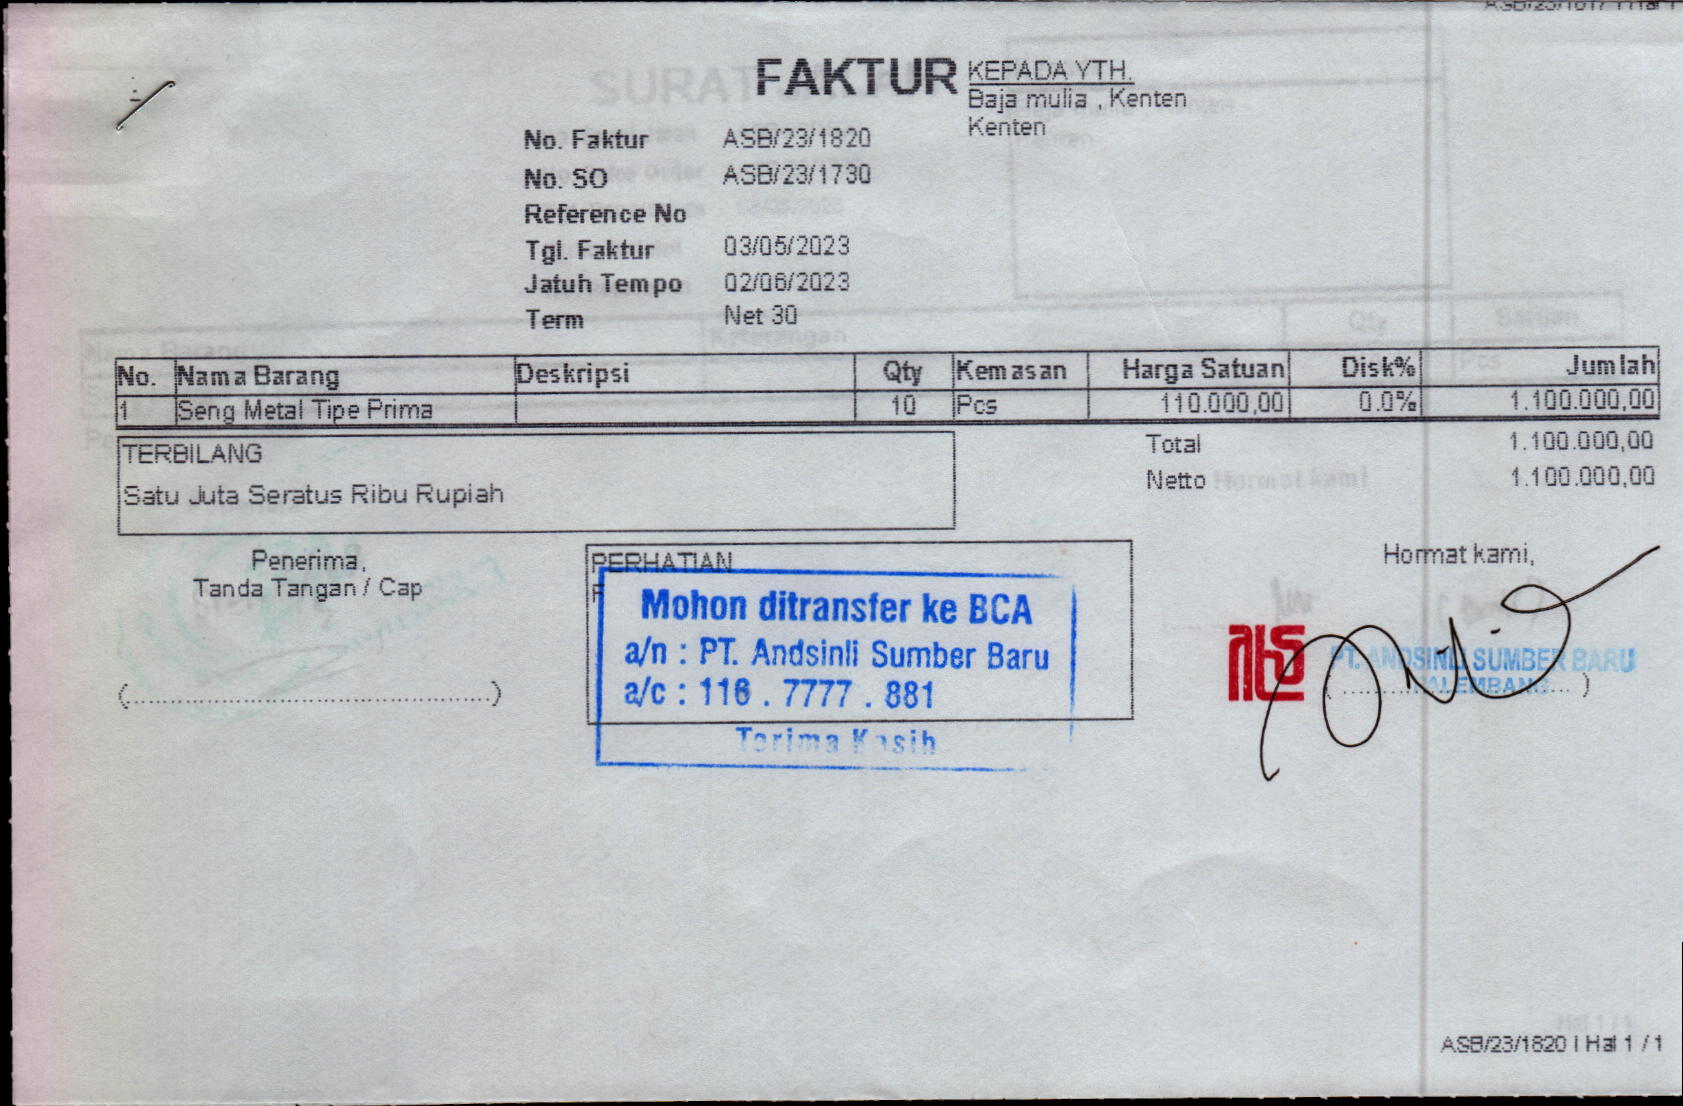 FAKTUR
KEPADA YTH.
Baja mulia , Kenten
Kenten
No. Faktur ASB/23/1820
No. SO ASB/23/1730
Reference No
Tgl. Faktur 03/05/2023
Jatuh Tempo 02/06/2023
Term Net 30
No. Nama Barang Deskripsi Qty Kemasan Harga Satuan Disk% Jumlah
1 Seng Metal Tipe Prima 10 Pcs 110.000,00 0.0% 1.100.000,00
TERBILANG
Satu Juta Seratus Ribu Rupiah
Total 1.100.000,00
Netto 1.100.000,00
Penerima,
Tanda Tangan / Cap
(..................................................)
PERHATIAN
Mohon ditransfer ke BCA
a/n : PT. Andsinli Sumber Baru
a/c : 116 . 7777 . 881
Terima Kasih
Hormat kami,
PT. ANDSINLI SUMBER BARU
PALEMBANG
ASB/23/1820 | Hal 1 / 1